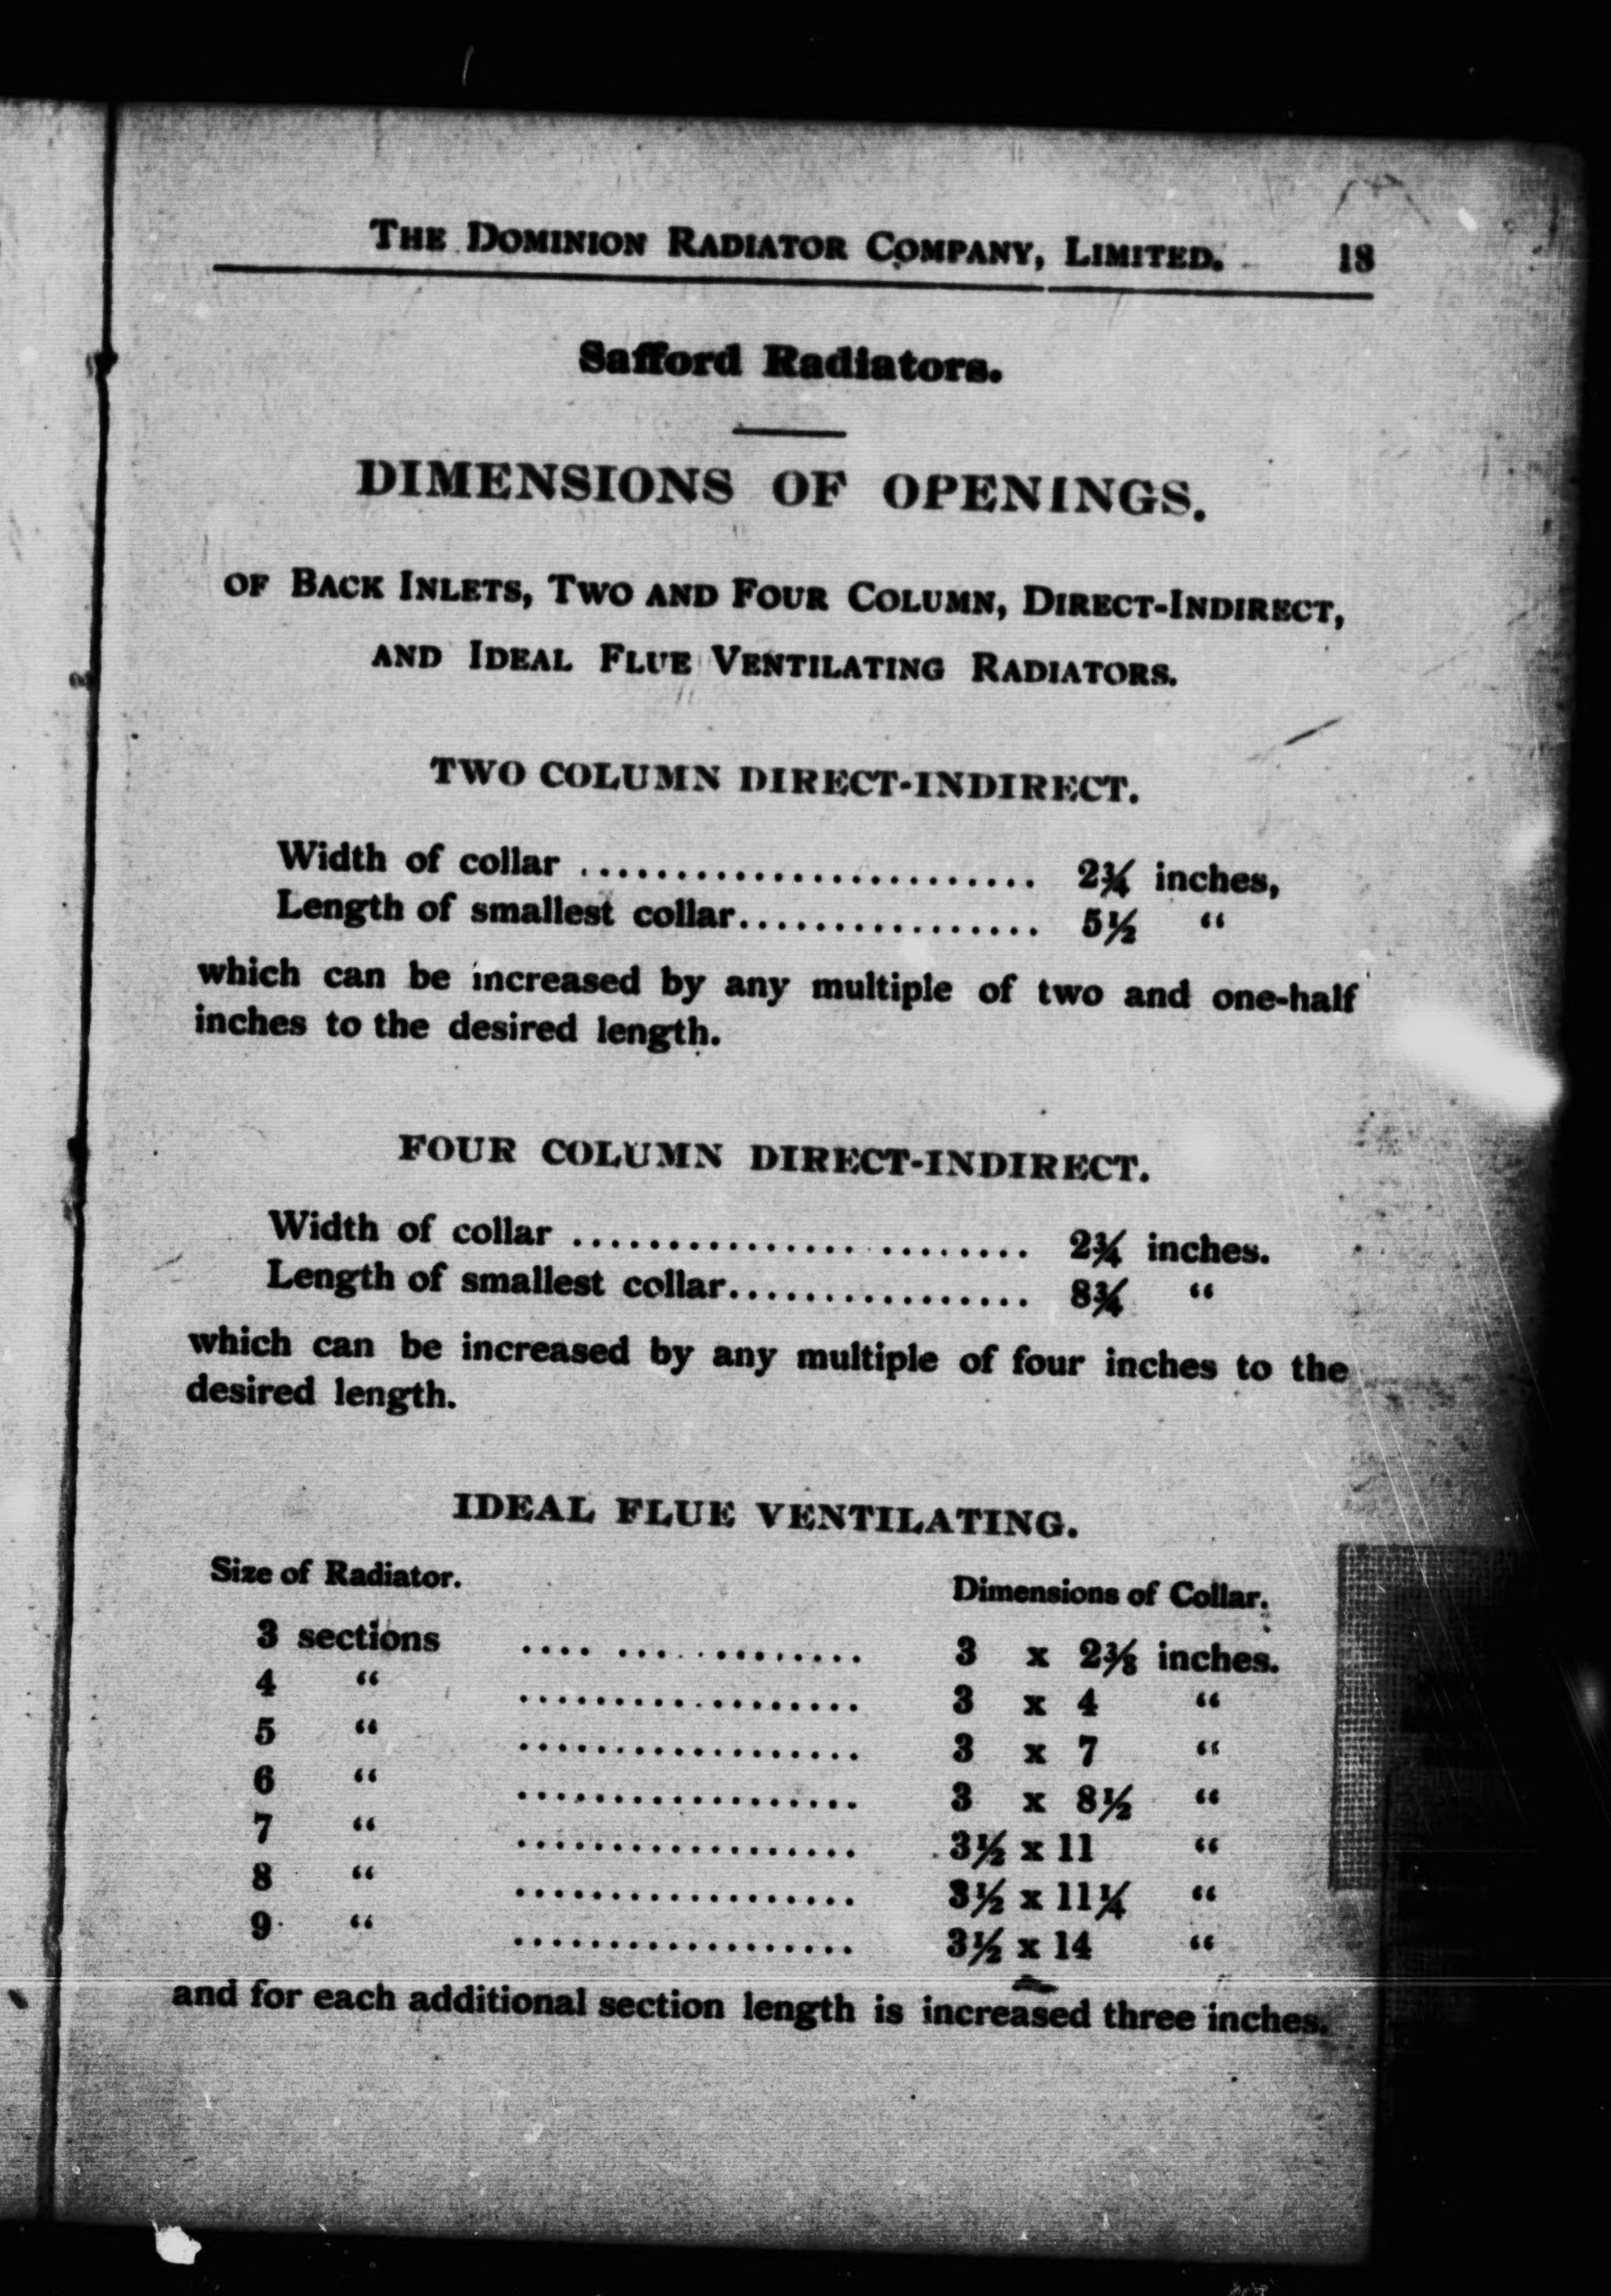 THE DOMINION RADIATOR COMPANY, LIMITED. 13
Safford Radiators.
DIMENSIONS OF OPENINGS.
OF BACK INLETS, TWO AND FOUR COLUMN, DIRECT-INDIRECT,
AND IDEAL FLUE VENTILATING RADIATORS.
TWO COLUMN DIRECT-INDIRECT.
Width of collar ........................ 2¾ inches,
Length of smallest collar................ 5½ “
which can be increased by any multiple of two and one-half
inches to the desired length.
FOUR COLUMN DIRECT-INDIRECT.
Width of collar ........................ 2¾ inches.
Length of smallest collar................ 8¾ “
which can be increased by any multiple of four inches to the
desired length.
IDEAL FLUE VENTILATING.
Size of Radiator. Dimensions of Collar.
3 sections .................. 3 x 2⅜ inches.
4 “ .................. 3 x 4 “
5 “ .................. 3 x 7 “
6 “ .................. 3 x 8½ “
7 “ .................. 3½ x 11 “
8 “ .................. 3½ x 11¼ “
9 “ .................. 3½ x 14 “
and for each additional section length is increased three inches.